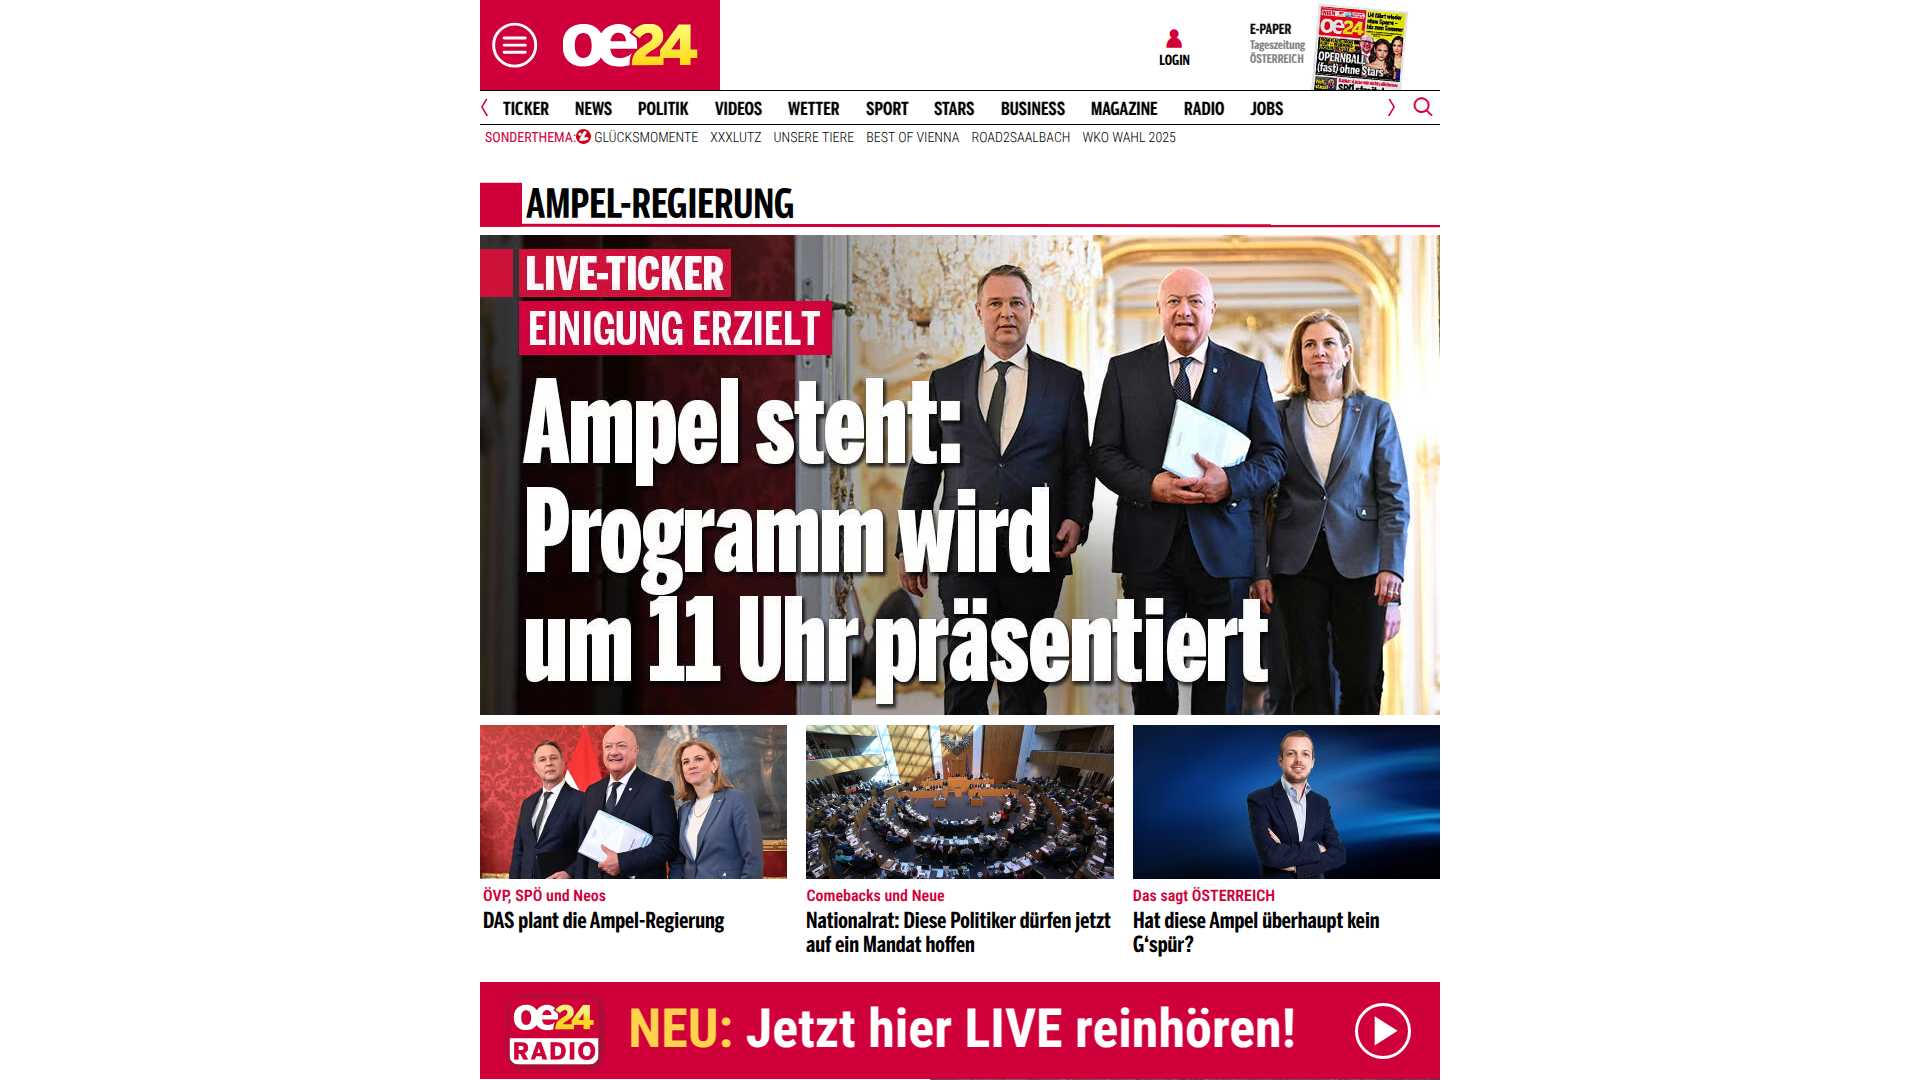 oe24
LOGIN
E-PAPER
Tageszeitung
ÖSTERREICH
oe24
OPERNBALL
(fast) ohne Stars
TICKER NEWS POLITIK VIDEOS WETTER SPORT STARS BUSINESS MAGAZINE RADIO JOBS
SONDERTHEMA: GLÜCKSMOMENTE XXXLUTZ UNSERE TIERE BEST OF VIENNA ROAD2SAALBACH WKO WAHL 2025
AMPEL-REGIERUNG
LIVE-TICKER
EINIGUNG ERZIELT
Ampel steht:
Programm wird
um 11 Uhr präsentiert
ÖVP, SPÖ und Neos
DAS plant die Ampel-Regierung
Comebacks und Neue
Nationalrat: Diese Politiker dürfen jetzt
auf ein Mandat hoffen
Das sagt ÖSTERREICH
Hat diese Ampel überhaupt kein
G‘spür?
oe24
RADIO
NEU: Jetzt hier LIVE reinhören!